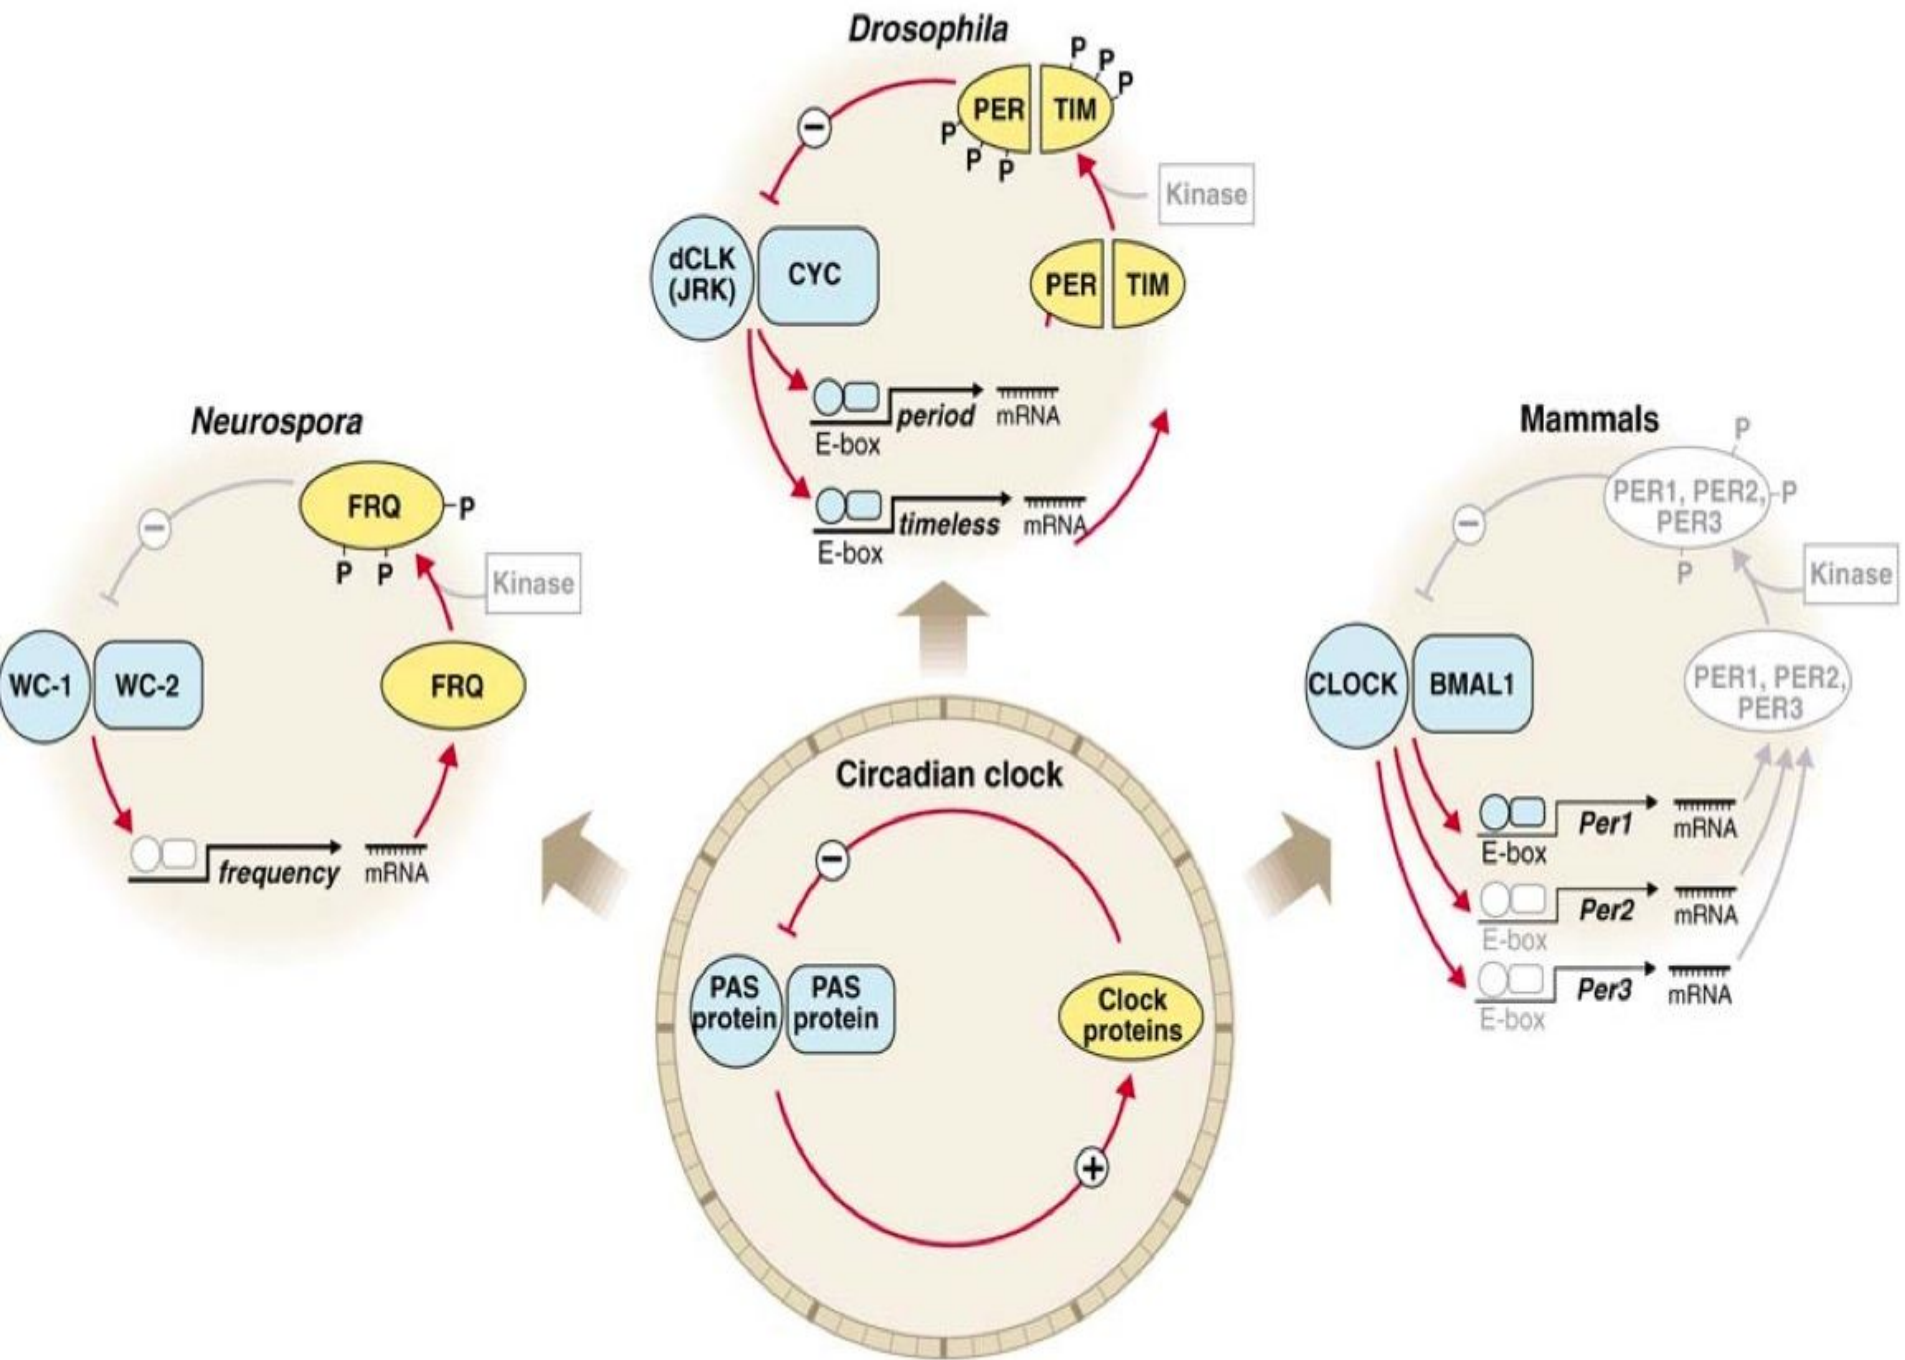 Drosophila
P
P
P
PER
TIM
P
P
P
Kinase
dCLK
(JRK)
CYC
PER
TIM
period
mRNA
E-box
timeless
mRNA
E-box
Neurospora
FRQ
P
P
P
Kinase
WC-1
WC-2
FRQ
frequency
mRNA
Mammals
P
PER1, PER2,
PER3
P
P
Kinase
CLOCK
BMAL1
PER1, PER2,
PER3
Per1
mRNA
E-box
Per2
mRNA
E-box
Per3
mRNA
E-box
Circadian clock
PAS
protein
PAS
protein
Clock
proteins